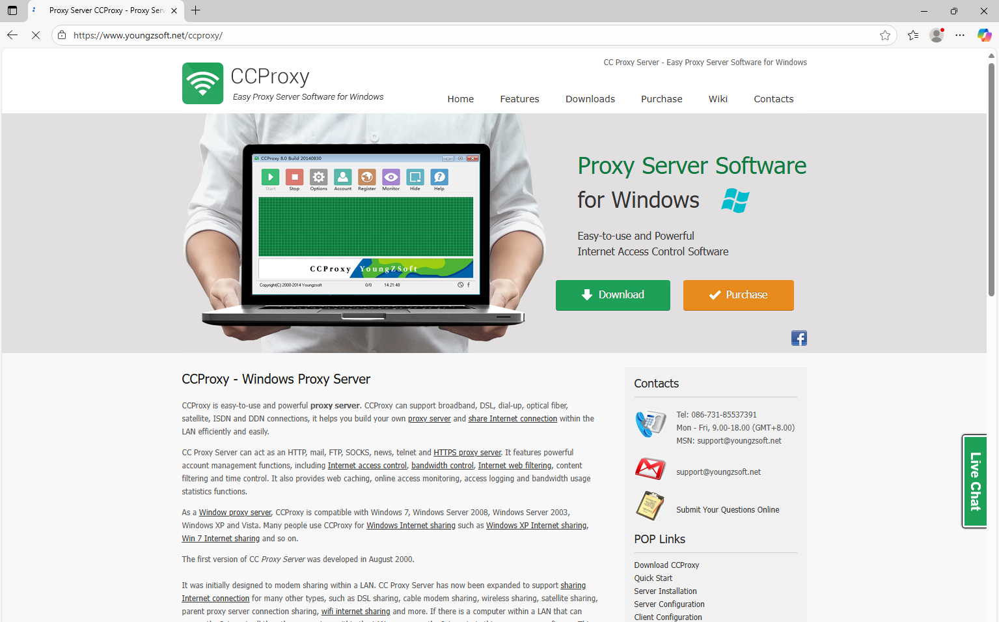 Proxy Server CCProxy - Proxy Serv
https://www.youngzsoft.net/ccproxy/
CC Proxy Server - Easy Proxy Server Software for Windows
CCProxy
Easy Proxy Server Software for Windows
Home Features Downloads Purchase Wiki Contacts
CCProxy 8.0 Build 20140830
Start Stop Options Account Register Monitor Hide Help
CCProxy YoungZSoft
Copyright(C) 2000-2014 Youngzsoft 0/0 14:21:48
Proxy Server Software
for Windows
Easy-to-use and Powerful
Internet Access Control Software
Download Purchase
CCProxy - Windows Proxy Server
CCProxy is easy-to-use and powerful proxy server. CCProxy can support broadband, DSL, dial-up, optical fiber,
satellite, ISDN and DDN connections, it helps you build your own proxy server and share Internet connection within the
LAN efficiently and easily.
CC Proxy Server can act as an HTTP, mail, FTP, SOCKS, news, telnet and HTTPS proxy server. It features powerful
account management functions, including Internet access control, bandwidth control, Internet web filtering, content
filtering and time control. It also provides web caching, online access monitoring, access logging and bandwidth usage
statistics functions.
As a Window proxy server, CCProxy is compatible with Windows 7, Windows Server 2008, Windows Server 2003,
Windows XP and Vista. Many people use CCProxy for Windows Internet sharing such as Windows XP Internet sharing,
Win 7 Internet sharing and so on.
The first version of CC Proxy Server was developed in August 2000.
It was initially designed to modem sharing within a LAN. CC Proxy Server has now been expanded to support sharing
Internet connection for many other types, such as DSL sharing, cable modem sharing, wireless sharing, satellite sharing,
parent proxy server connection sharing, wifi internet sharing and more. If there is a computer within a LAN that can
Contacts
Tel: 086-731-85537391
Mon - Fri, 9.00-18.00 (GMT+8.00)
MSN: support@youngzsoft.net
support@youngzsoft.net
Submit Your Questions Online
POP Links
Download CCProxy
Quick Start
Server Installation
Server Configuration
Client Configuration
Live Chat